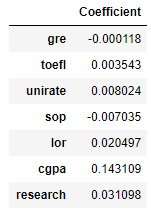 Coefficient
gre -0.000118
toefl 0.003543
unirate 0.008024
sop -0.007035
lor 0.020497
cgpa 0.143109
research 0.031098